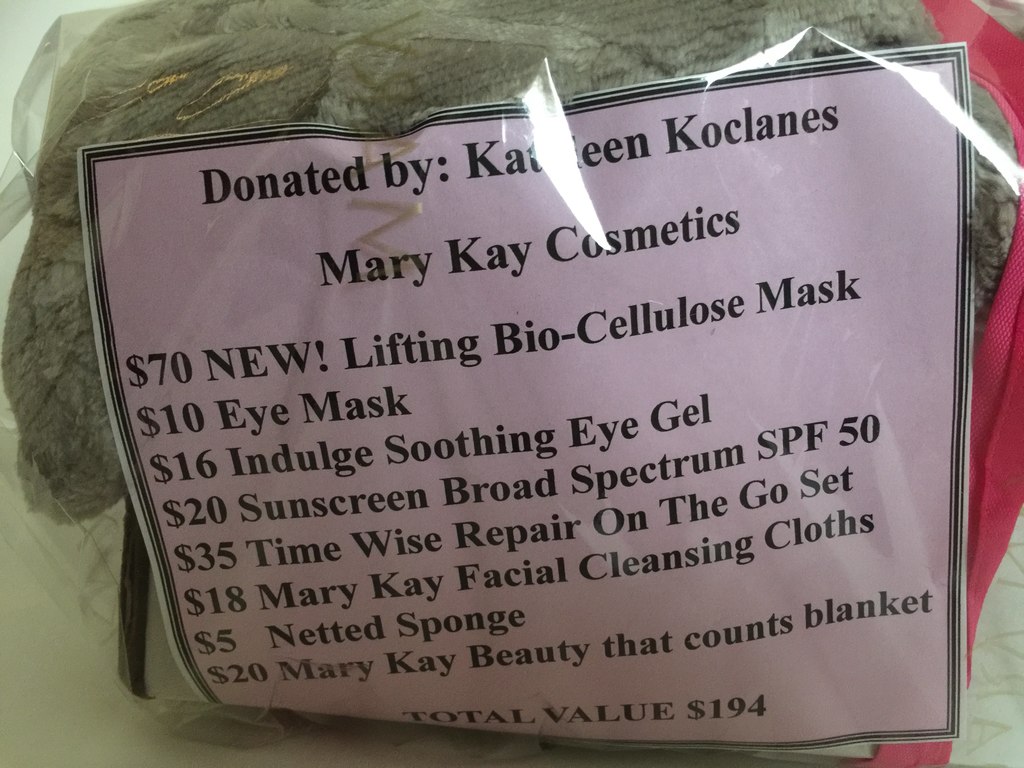 Donated by: Kathleen Koclanes
Mary Kay Cosmetics
$70 NEW! Lifting Bio-Cellulose Mask
$10 Eye Mask
$16 Indulge Soothing Eye Gel
$20 Sunscreen Broad Spectrum SPF 50
$35 Time Wise Repair On The Go Set
$18 Mary Kay Facial Cleansing Cloths
$5 Netted Sponge
$20 Mary Kay Beauty that counts blanket
TOTAL VALUE $194